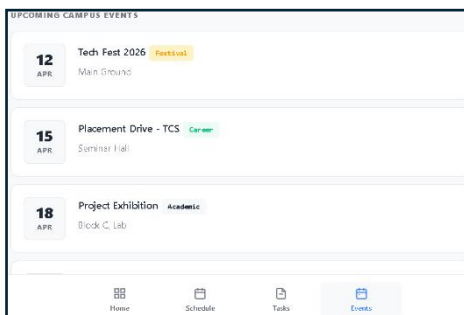 UPCOMING CAMPUS EVENTS
12
APR
Tech Fest 2026 Festival
Main Ground
15
APR
Placement Drive - TCS Career
Seminar Hall
18
APR
Project Exhibition Academic
Block C, Lab
Home Schedule Tasks Events